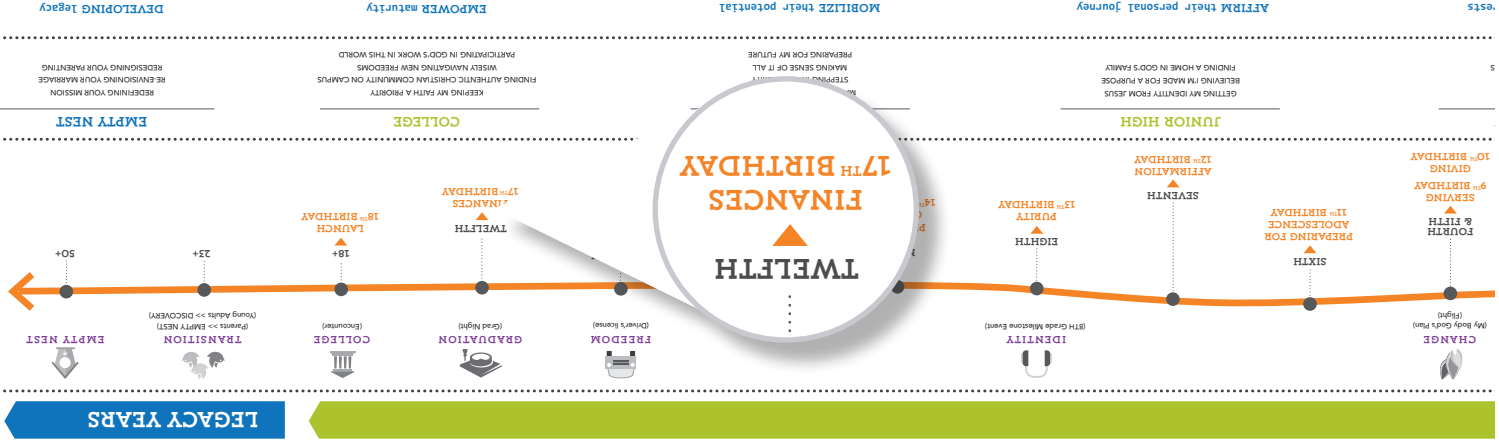 LEGACY YEARS
CHANGE
(My Body God's Plan)
(Flight)
IDENTITY
(8TH Grade Milestone Event)
FREEDOM
(Driver's license)
GRADUATION
(Grad Night)
COLLEGE
(Encounter)
TRANSITION
(Parents >> EMPTY NEST)
(Young Adults >> DISCOVERY)
EMPTY NEST
FOURTH
& FIFTH
SERVING
9TH BIRTHDAY
GIVING
10TH BIRTHDAY
SIXTH
PREPARING FOR
ADOLESCENCE
11TH BIRTHDAY
SEVENTH
AFFIRMATION
12TH BIRTHDAY
EIGHTH
PURITY
13TH BIRTHDAY
14TH
TWELFTH
FINANCES
17TH BIRTHDAY
TWELFTH
FINANCES
17TH BIRTHDAY
18+
LAUNCH
18TH BIRTHDAY
23+
50+
JUNIOR HIGH
GETTING MY IDENTITY FROM JESUS
BELIEVING I'M MADE FOR A PURPOSE
FINDING A HOME IN GOD'S FAMILY
STEPPING
MAKING SENSE OF IT ALL
PREPARING FOR MY FUTURE
COLLEGE
KEEPING MY FAITH A PRIORITY
FINDING AUTHENTIC CHRISTIAN COMMUNITY ON CAMPUS
WISELY NAVIGATING NEW FREEDOMS
PARTICIPATING IN GOD'S WORK IN THIS WORLD
EMPTY NEST
REDEFINING YOUR MISSION
RE-ENVISIONING YOUR MARRIAGE
REDESIGNING YOUR PARENTING
AFFIRM their personal journey
MOBILIZE their potential
EMPOWER maturity
DEVELOPING legacy